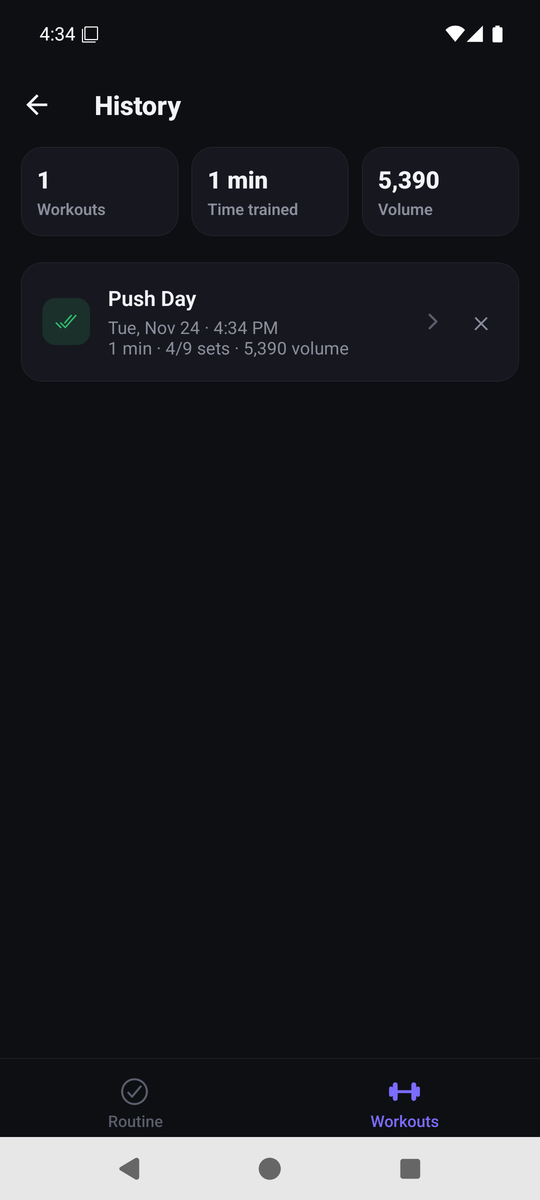 4:34
History
1
Workouts
1 min
Time trained
5,390
Volume
Push Day
Tue, Nov 24 · 4:34 PM
1 min · 4/9 sets · 5,390 volume
Routine
Workouts